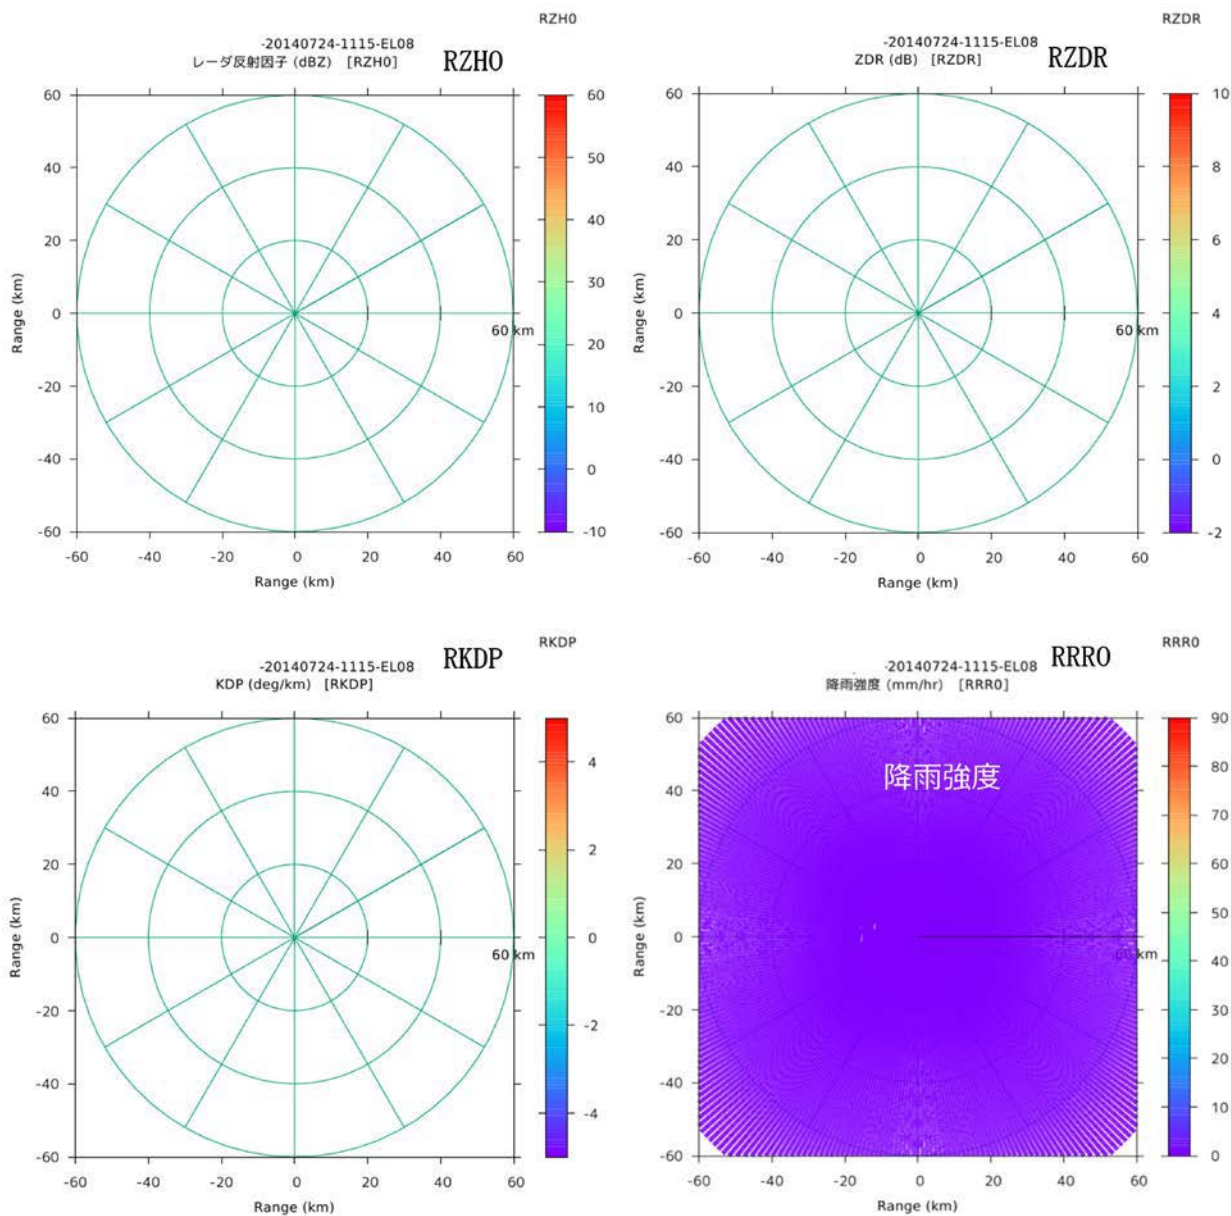 RZH0
-20140724-1115-EL08
レーダ反射因子 (dBZ) [RZH0]
RZHO
60
40
20
0
-20
-40
-60
Range (km)
-60
-40
-20
0
20
40
60
Range (km)
60 km
60
50
40
30
20
10
0
-10
RZDR
-20140724-1115-EL08
ZDR (dB) [RZDR]
RZDR
60
40
20
0
-20
-40
-60
Range (km)
-60
-40
-20
0
20
40
60
Range (km)
60 km
10
8
6
4
2
0
-2
RKDP
-20140724-1115-EL08
KDP (deg/km) [RKDP]
RKDP
60
40
20
0
-20
-40
-60
Range (km)
-60
-40
-20
0
20
40
60
Range (km)
60 km
4
2
0
-2
-4
RRR0
-20140724-1115-EL08
降雨強度 (mm/hr) [RRR0]
RRRO
降雨強度
60
40
20
0
-20
-40
-60
Range (km)
-60
-40
-20
0
20
40
60
Range (km)
60 km
90
80
70
60
50
40
30
20
10
0